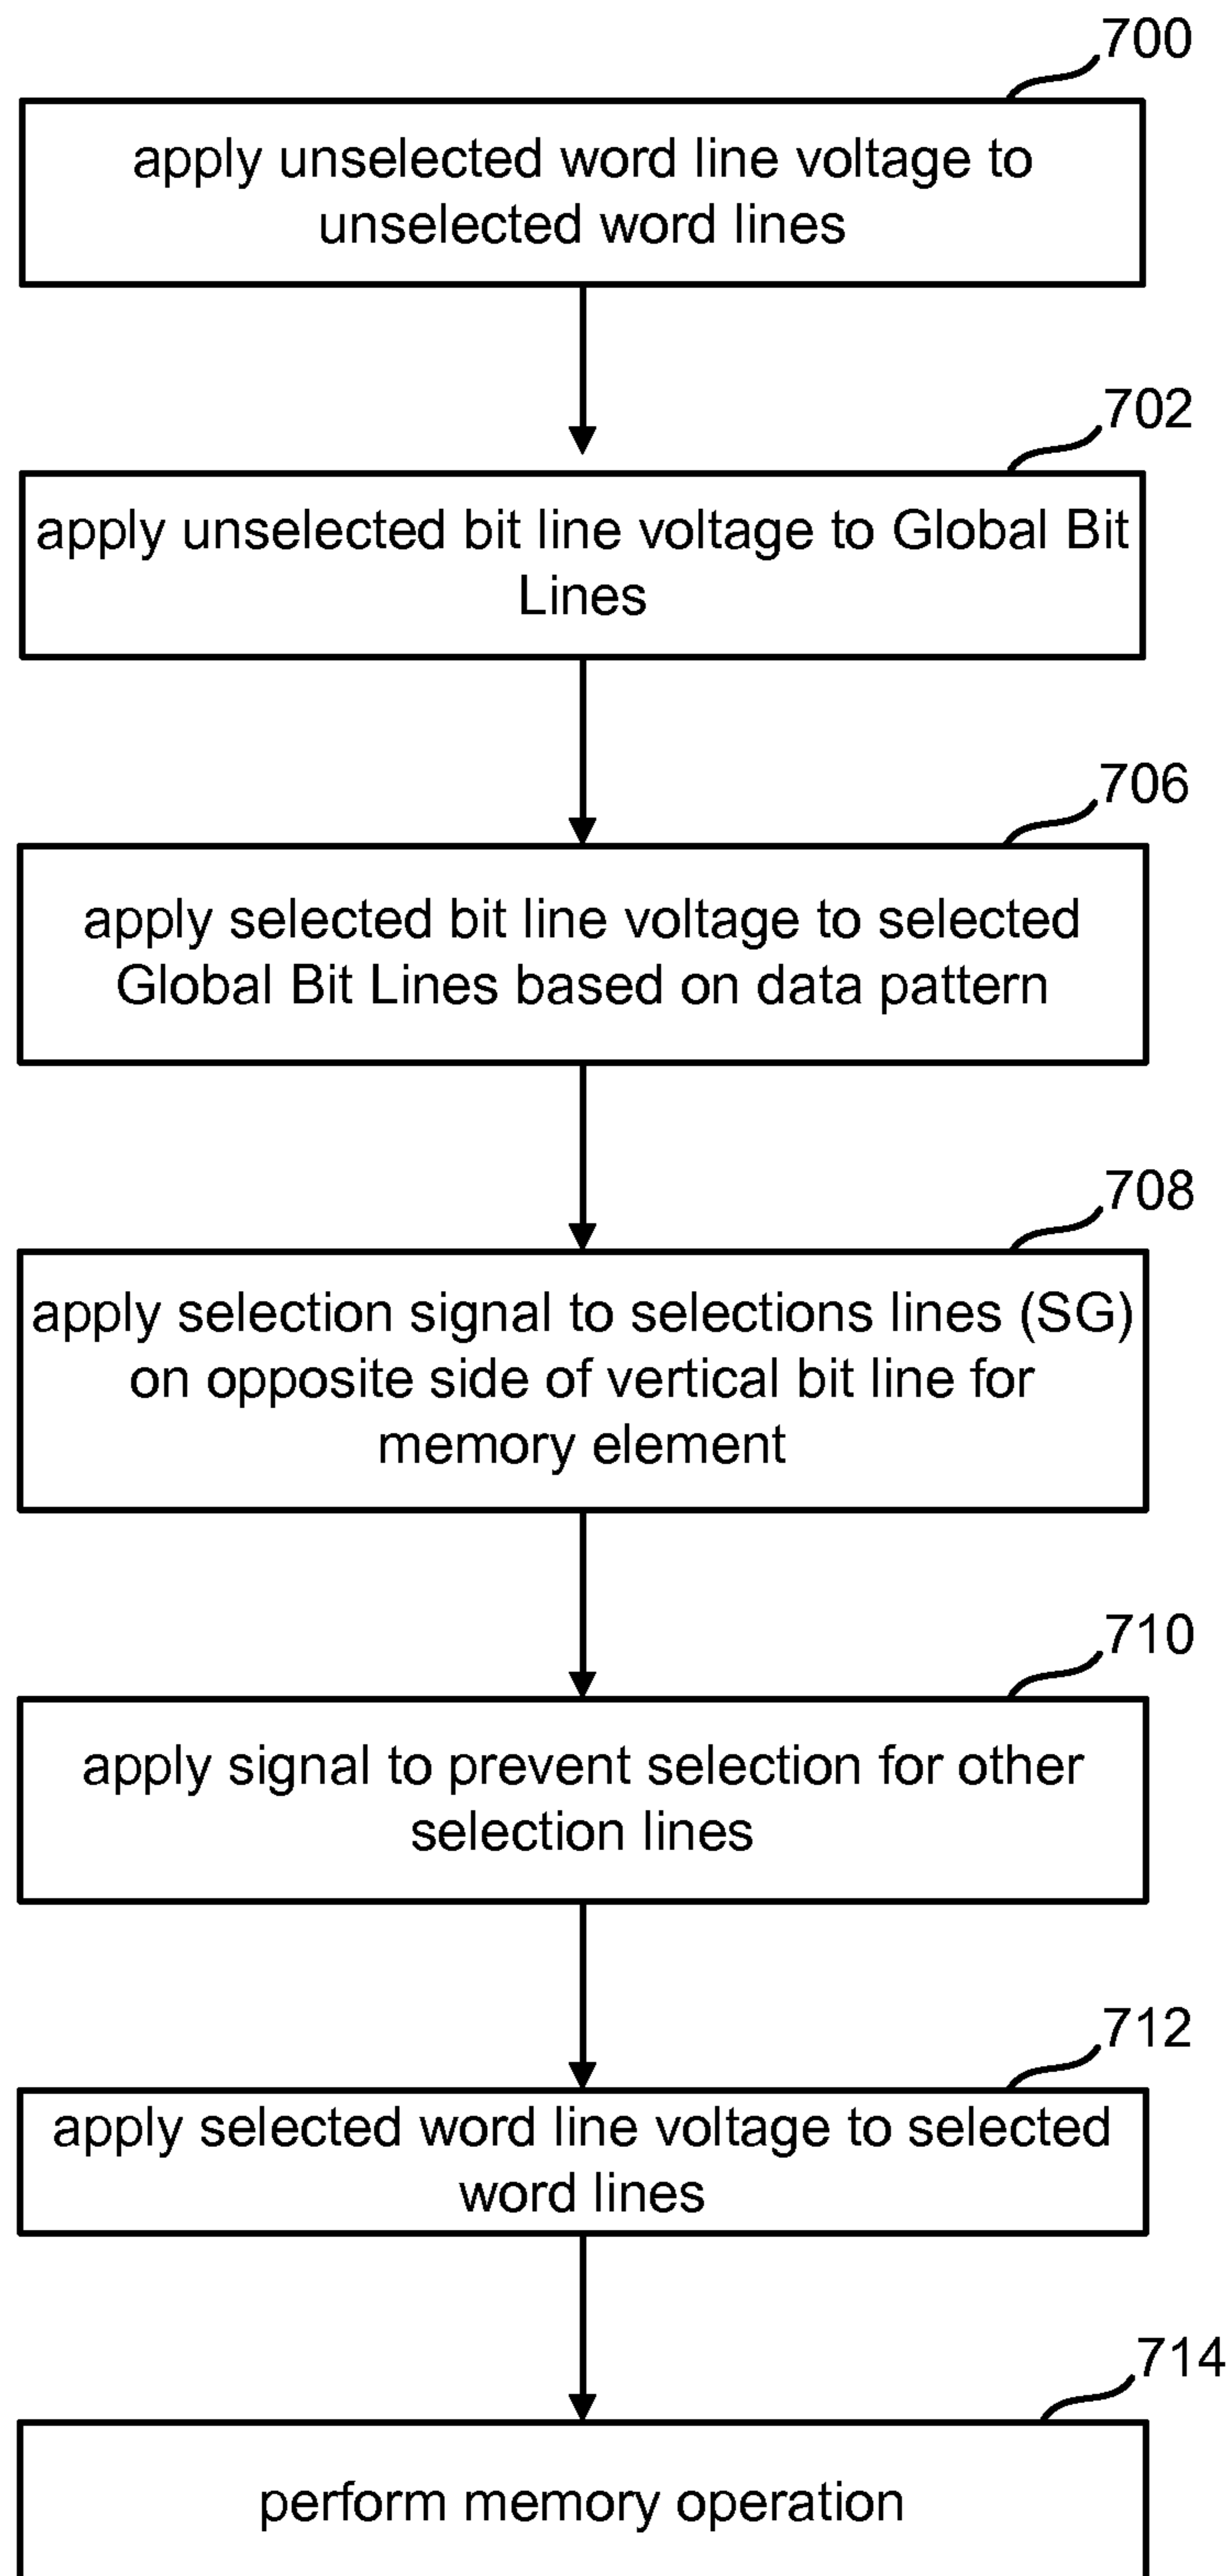 700
apply unselected word line voltage to
unselected word lines
702
apply unselected bit line voltage to Global Bit
Lines
706
apply selected bit line voltage to selected
Global Bit Lines based on data pattern
708
apply selection signal to selections lines (SG)
on opposite side of vertical bit line for
memory element
710
apply signal to prevent selection for other
selection lines
712
apply selected word line voltage to selected
word lines
714
perform memory operation